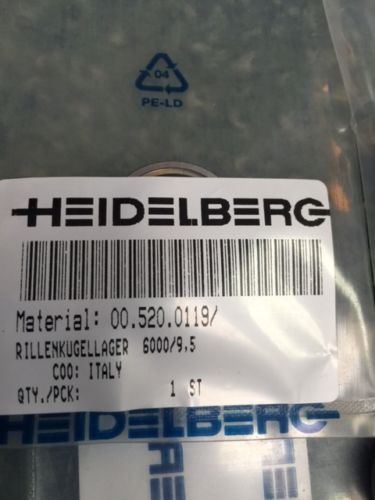 04
PE-LD
HEIDELBERG
Material: 00.520.0119/
RILLENKUGELLAGER 6000/9,5
COO: ITALY
QTY./PCK: 1 ST
HEIDELBERG